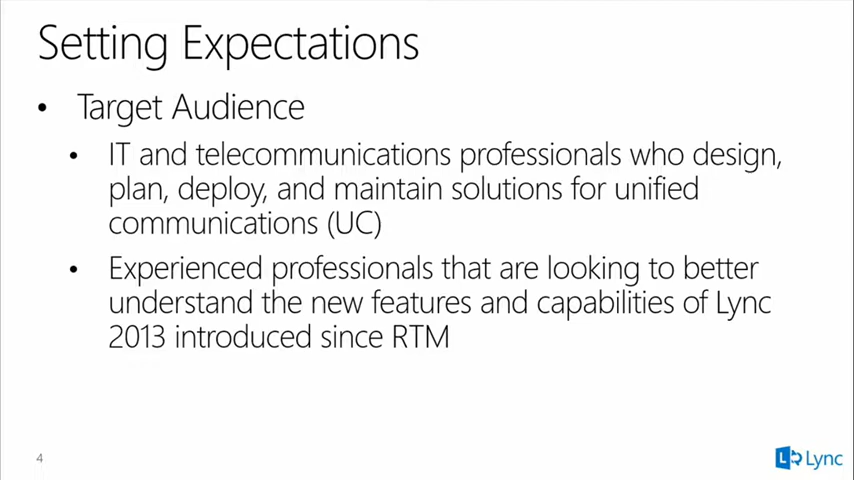 Setting Expectations
• Target Audience
• IT and telecommunications professionals who design,
plan, deploy, and maintain solutions for unified
communications (UC)
• Experienced professionals that are looking to better
understand the new features and capabilities of Lync
2013 introduced since RTM
4
L Lync